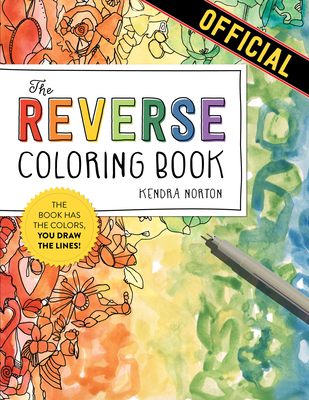 OFFICIAL
The
REVERSE
COLORING BOOK
KENDRA NORTON
THE
BOOK HAS
THE COLORS,
YOU DRAW
THE LINES!